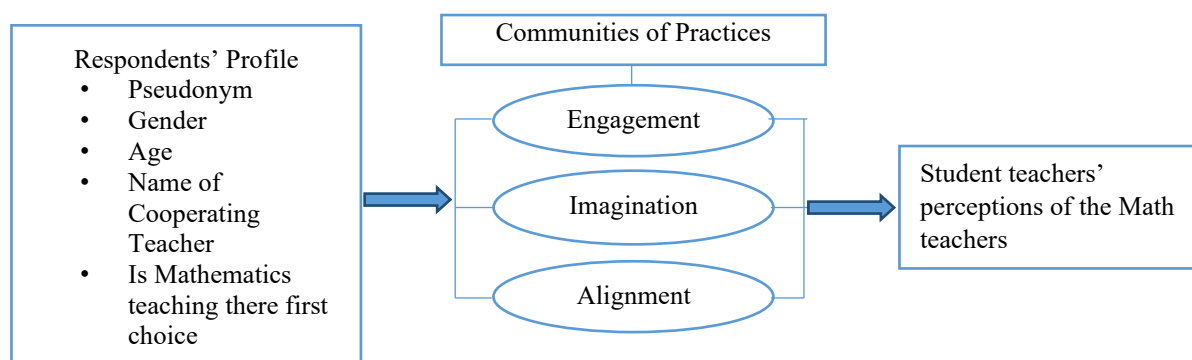 Respondents' Profile
• Pseudonym
• Gender
• Age
• Name of
Cooperating
Teacher
• Is Mathematics
teaching there first
choice
Communities of Practices
Engagement
Imagination
Alignment
Student teachers'
perceptions of the Math
teachers